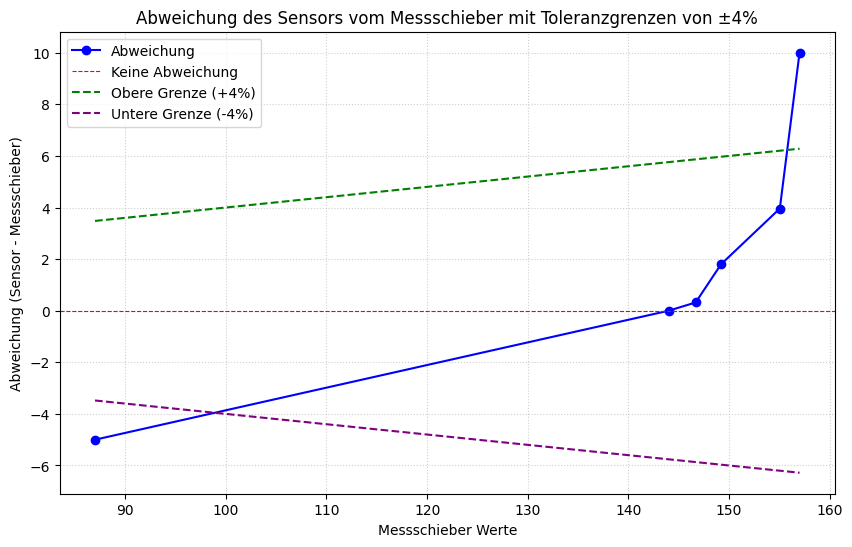 Abweichung des Sensors vom Messschieber mit Toleranzgrenzen von ±4%
Abweichung
Keine Abweichung
Obere Grenze (+4%)
Untere Grenze (-4%)
Abweichung (Sensor - Messschieber)
10
8
6
4
2
0
−2
−4
−6
90 100 110 120 130 140 150 160
Messschieber Werte